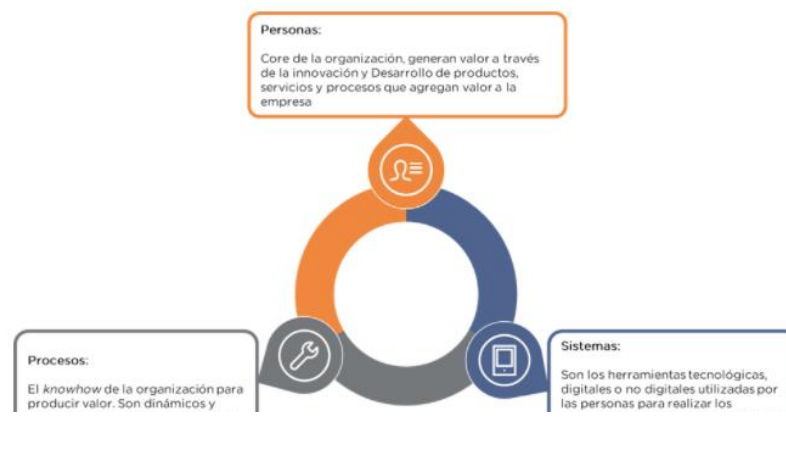 Personas:
Core de la organización, generan valor a través
de la innovación y Desarrollo de productos,
servicios y procesos que agregan valor a la
empresa
Procesos:
El knowhow de la organización para
producir valor. Son dinámicos y
Sistemas:
Son los herramientas tecnológicas,
digitales o no digitales utilizadas por
las personas para realizar los